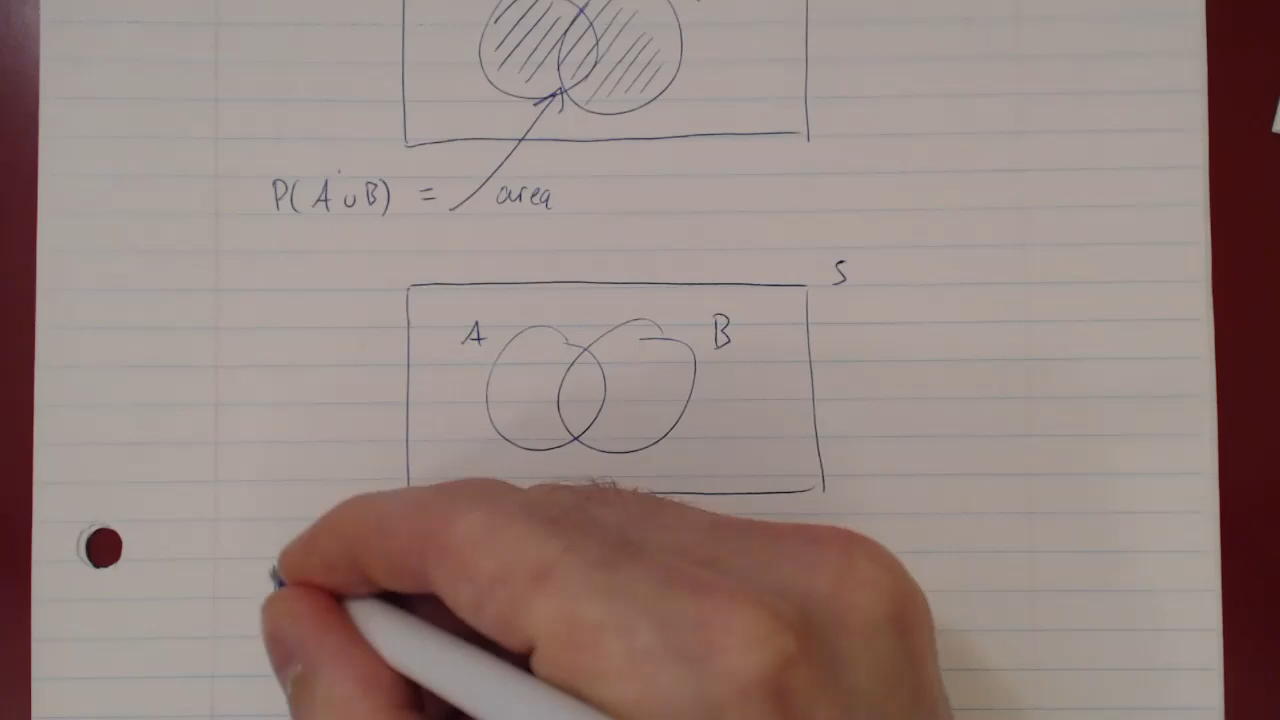 P( A ∪ B) = area
S
A B